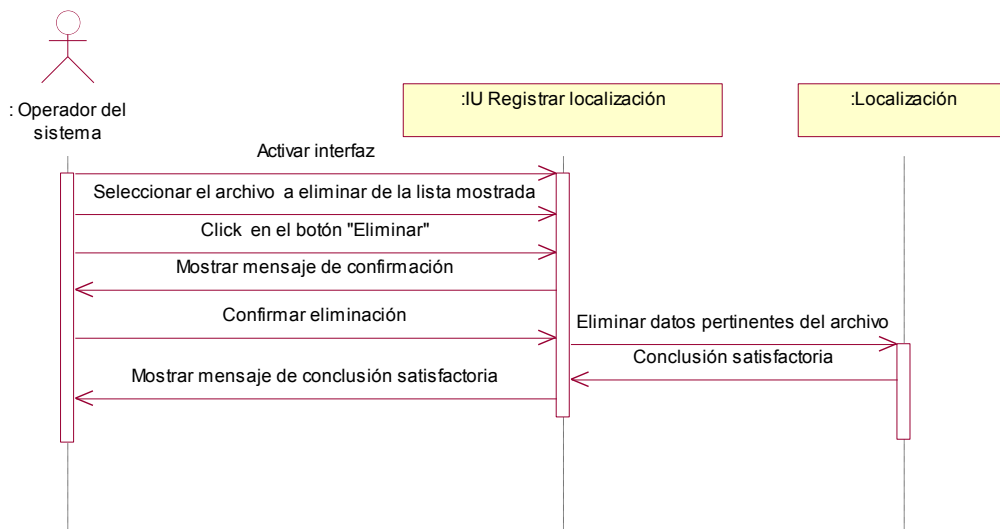 : Operador del
sistema
:IU Registrar localización
:Localización
Activar interfaz
Seleccionar el archivo a eliminar de la lista mostrada
Click en el botón "Eliminar"
Mostrar mensaje de confirmación
Confirmar eliminación
Eliminar datos pertinentes del archivo
Conclusión satisfactoria
Mostrar mensaje de conclusión satisfactoria